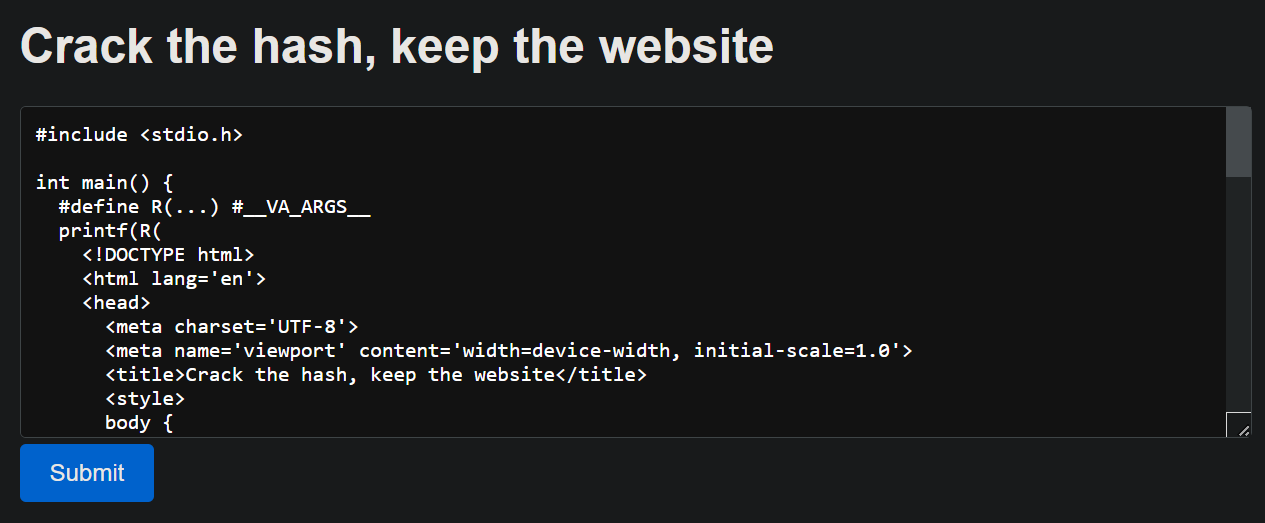 Crack the hash, keep the website
#include <stdio.h>
int main() {
#define R(...) #__VA_ARGS__
printf(R(
<!DOCTYPE html>
<html lang='en'>
<head>
<meta charset='UTF-8'>
<meta name='viewport' content='width=device-width, initial-scale=1.0'>
<title>Crack the hash, keep the website</title>
<style>
body {
Submit